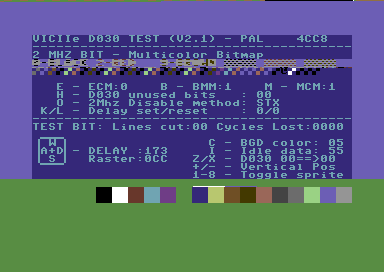 VICIIe D030 TEST (V2.1) - PAL 4CC8
2 MHZ BIT - Multicolor Bitmap
E - ECM:0 B - BMM:1 M - MCM:1
H - D030 unused bits : 00
O - 2Mhz Disable method: STX
K/L - Delay set/reset : 0/0
TEST BIT: Lines cut:00 Cycles Lost:0000
W C - BGD color: 05
A+D - DELAY :173 I - Idle data: 55
S Raster:0CC Z/X - D030 00==>00
+/- - Vertical Pos
1-8 - Toggle sprite